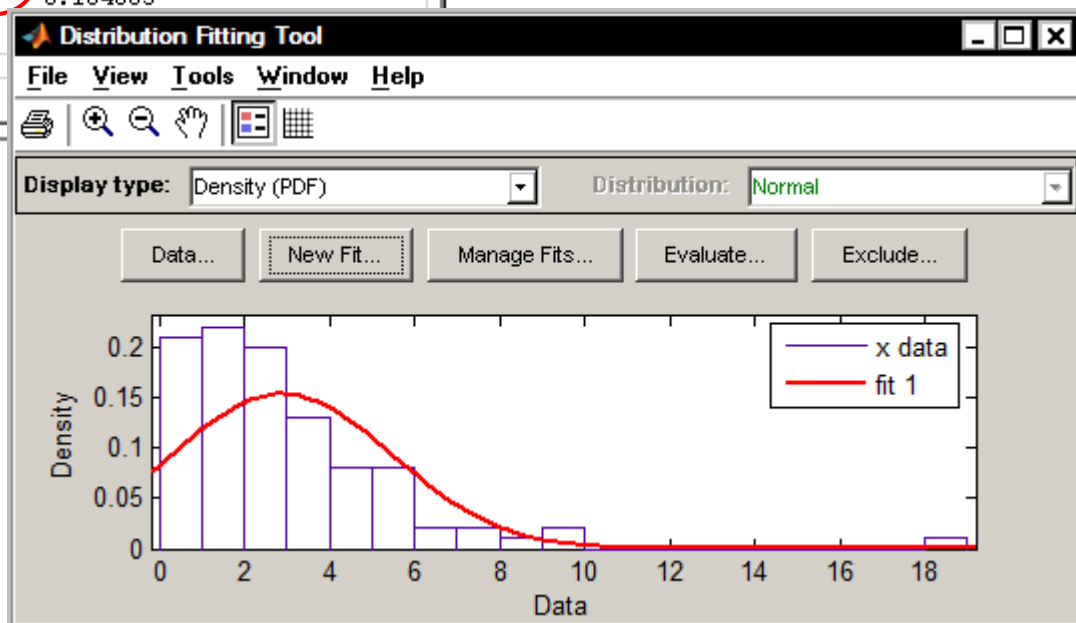 Distribution Fitting Tool
File View Tools Window Help
Display type: Density (PDF) Distribution: Normal
Data... New Fit... Manage Fits... Evaluate... Exclude...
0.2
0.15
0.1
0.05
0
Density
x data
fit 1
0 2 4 6 8 10 12 14 16 18
Data